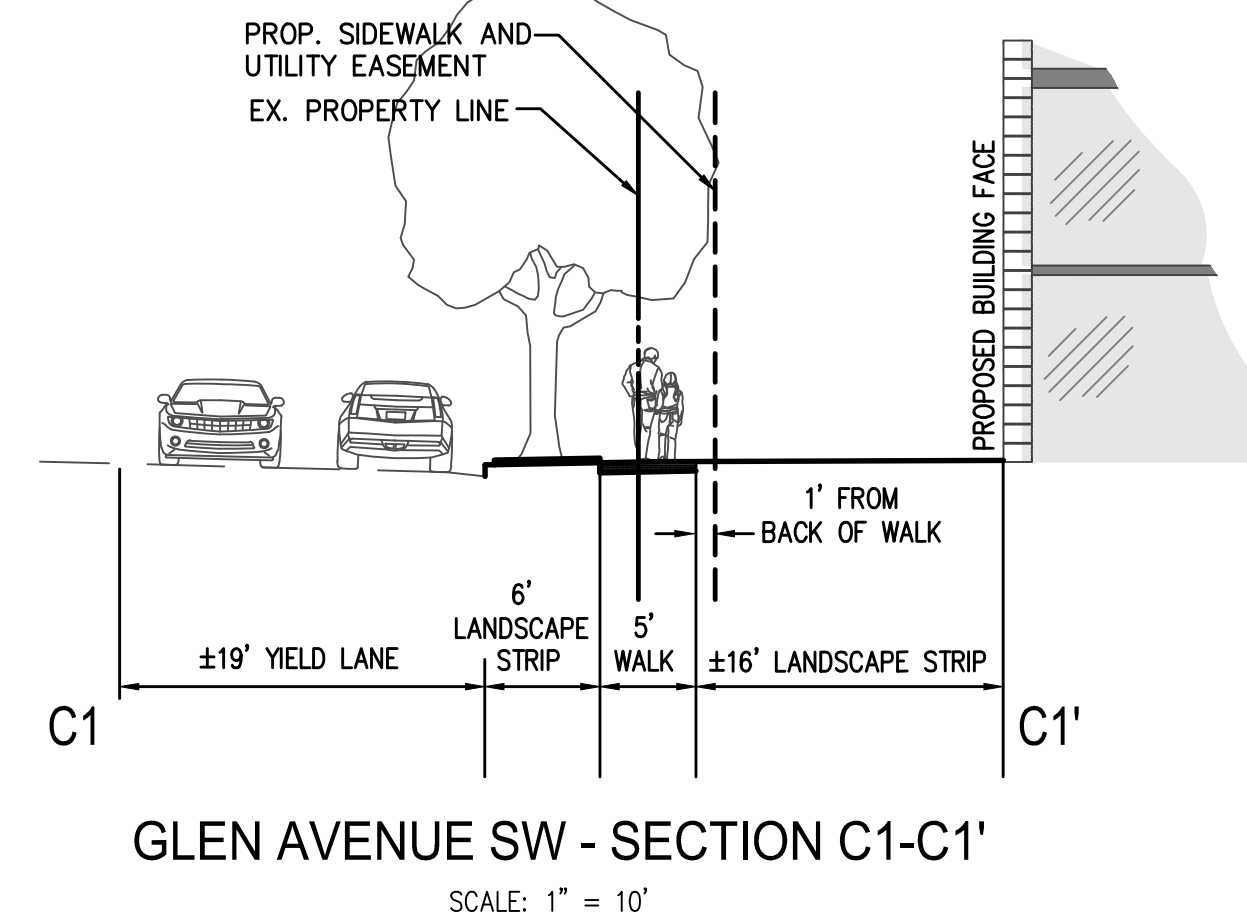 PROP. SIDEWALK AND
UTILITY EASEMENT
EX. PROPERTY LINE
PROPOSED BUILDING FACE
1' FROM
BACK OF WALK
±19' YIELD LANE
6'
LANDSCAPE
STRIP
5'
WALK
±16' LANDSCAPE STRIP
C1
C1'
GLEN AVENUE SW - SECTION C1-C1'
SCALE: 1" = 10'